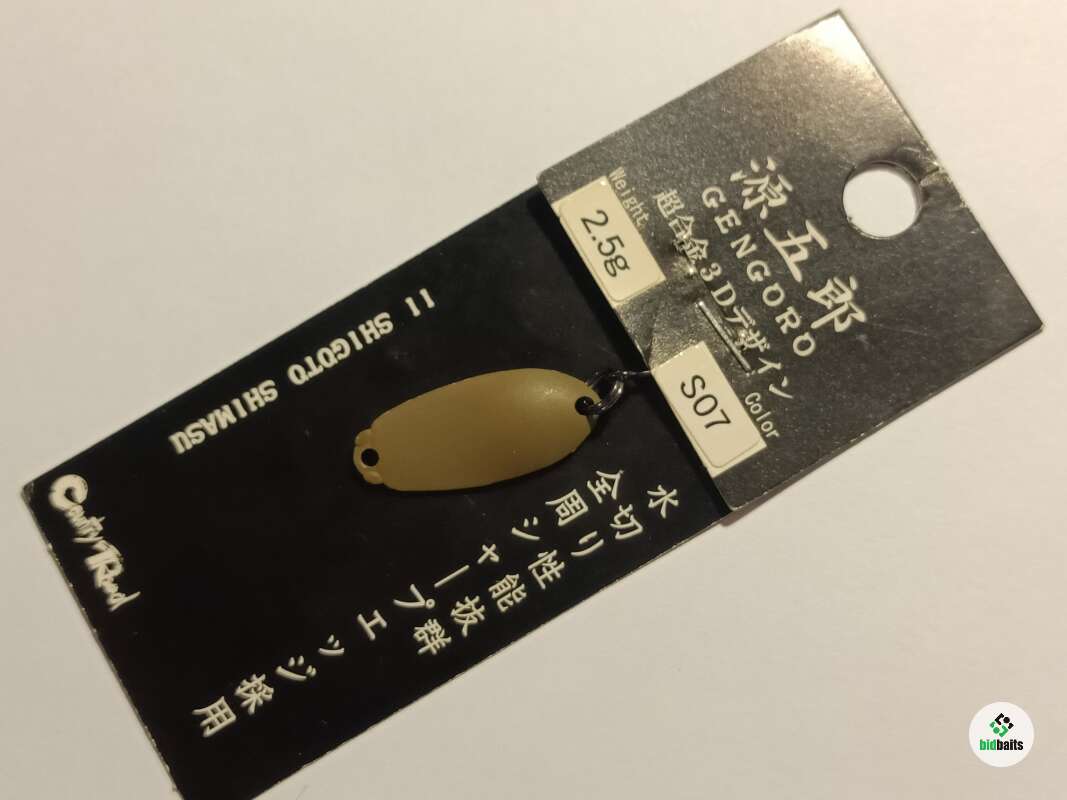 源五郎
GENGORO
超合金3Dデザイン
Weight
2.5g
Color
S07
II SHIGOTO SHIMASU
水切り性能抜群
全周シャープエッジ採用
Country Road
bidbaits